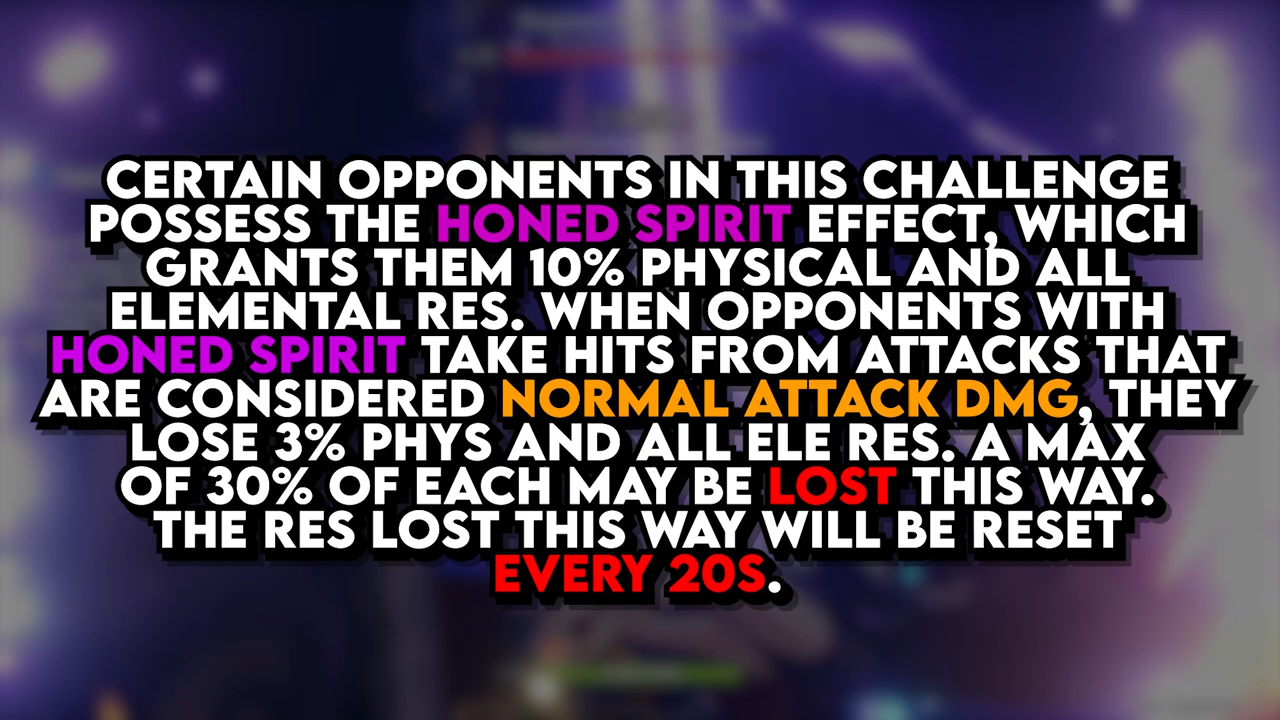 CERTAIN OPPONENTS IN THIS CHALLENGE
POSSESS THE HONED SPIRIT EFFECT, WHICH
GRANTS THEM 10% PHYSICAL AND ALL
ELEMENTAL RES. WHEN OPPONENTS WITH
HONED SPIRIT TAKE HITS FROM ATTACKS THAT
ARE CONSIDERED NORMAL ATTACK DMG, THEY
LOSE 3% PHYS AND ALL ELE RES. A MAX
OF 30% OF EACH MAY BE LOST THIS WAY.
THE RES LOST THIS WAY WILL BE RESET
EVERY 20S.